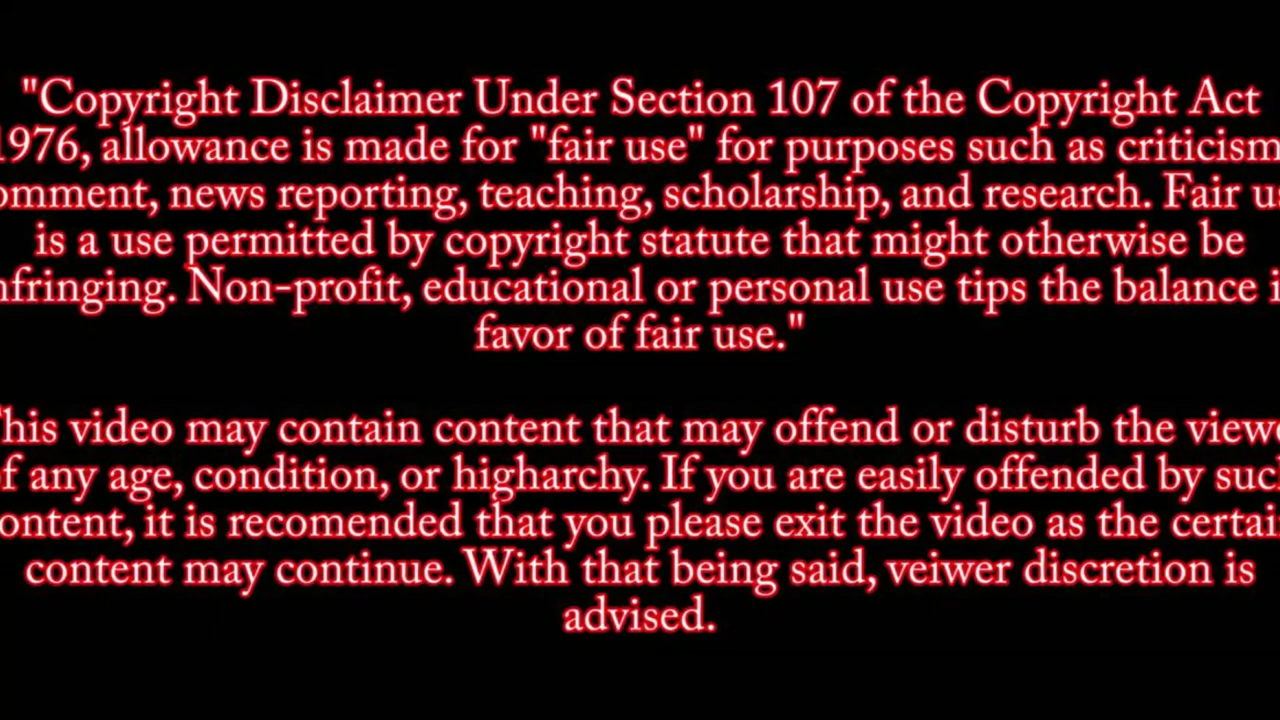 "Copyright Disclaimer Under Section 107 of the Copyright Act
1976, allowance is made for "fair use" for purposes such as criticism
omment, news reporting, teaching, scholarship, and research. Fair u
is a use permitted by copyright statute that might otherwise be
nfringing. Non-profit, educational or personal use tips the balance i
favor of fair use."
This video may contain content that may offend or disturb the viewe
of any age, condition, or higharchy. If you are easily offended by suc
ontent, it is recomended that you please exit the video as the certai
content may continue. With that being said, veiwer discretion is
advised.